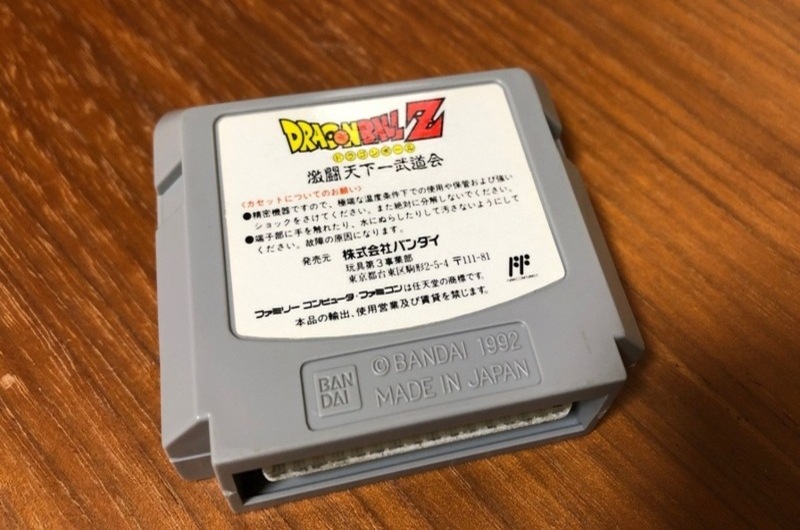 DRAGON BALL Z
ドラゴンボール
激闘天下一武道会
〈カセットについてのお願い〉
●精密機器ですので、極端な温度条件下での使用や保管および強い
ショックをさけてください。また絶対に分解しないでください。
●端子部に手を触れたり、水にぬらしたりして汚さないようにして
ください。故障の原因になります。
発売元 株式会社バンダイ
玩具第3事業部
東京都台東区駒形2-5-4 〒111-81
ファミリー コンピュータ・ファミコンは任天堂の商標です。
本品の輸出、使用営業及び賃貸を禁じます。
BAN
DAI
©BANDAI 1992
MADE IN JAPAN